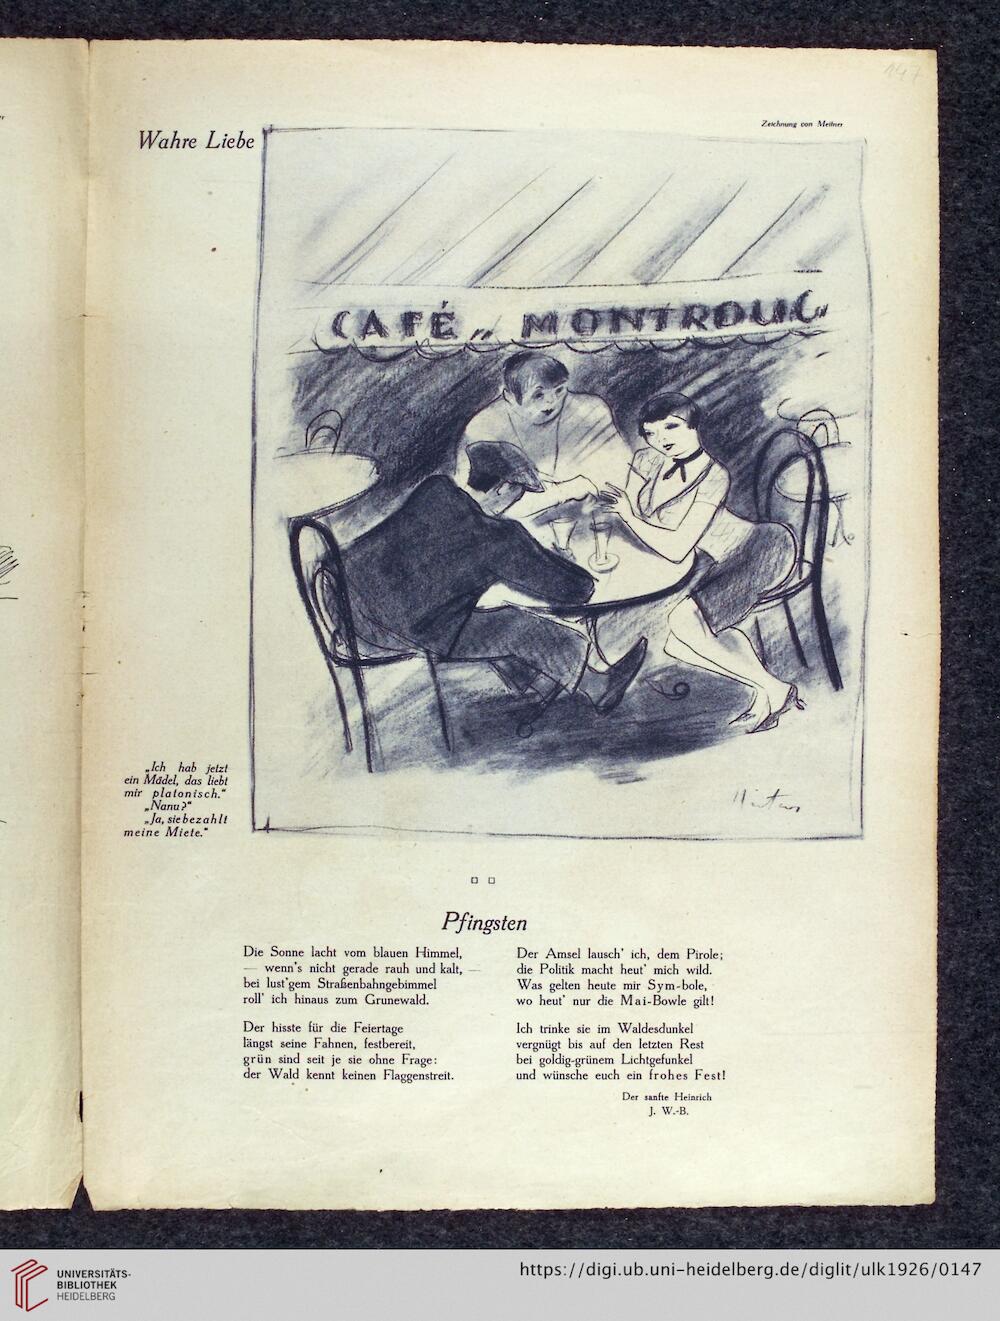 147
Wahre Liebe
Zeichnung von Meitner
CAFÉ „ MONTROUG
„Ich hab jetzt
ein Mädel, das liebt
mir platonisch.“
„Nanu?“
„Ja, sie bezahlt
meine Miete.“
Pfingsten
Die Sonne lacht vom blauen Himmel,
— wenn's nicht gerade rauh und kalt, —
bei lust'gem Straßenbahngebimmel
roll' ich hinaus zum Grunewald.
Der hisste für die Feiertage
längst seine Fahnen, festbereit,
grün sind seit je sie ohne Frage:
der Wald kennt keinen Flaggenstreit.
Der Amsel lausch' ich, dem Pirole;
die Politik macht heut' mich wild.
Was gelten heute mir Sym-bole,
wo heut' nur die Mai-Bowle gilt!
Ich trinke sie im Waldesdunkel
vergnügt bis auf den letzten Rest
bei goldig-grünem Lichtgefunkel
und wünsche euch ein frohes Fest!
Der sanfte Heinrich
J. W.-B.
UNIVERSITÄTS-
BIBLIOTHEK
HEIDELBERG
https://digi.ub.uni-heidelberg.de/diglit/ulk1926/0147